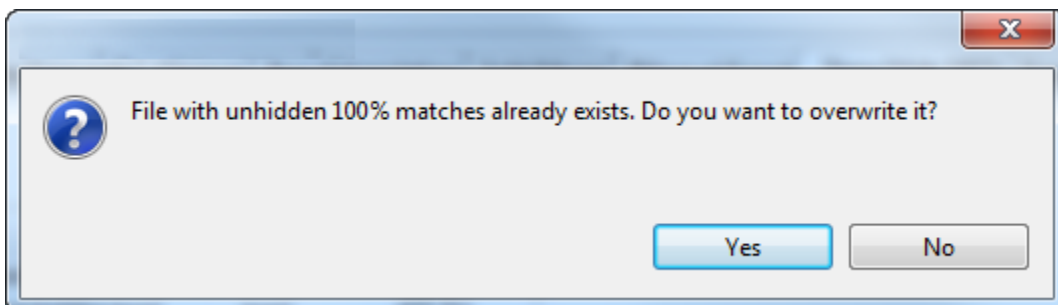 File with unhidden 100% matches already exists. Do you want to overwrite it?
Yes
No